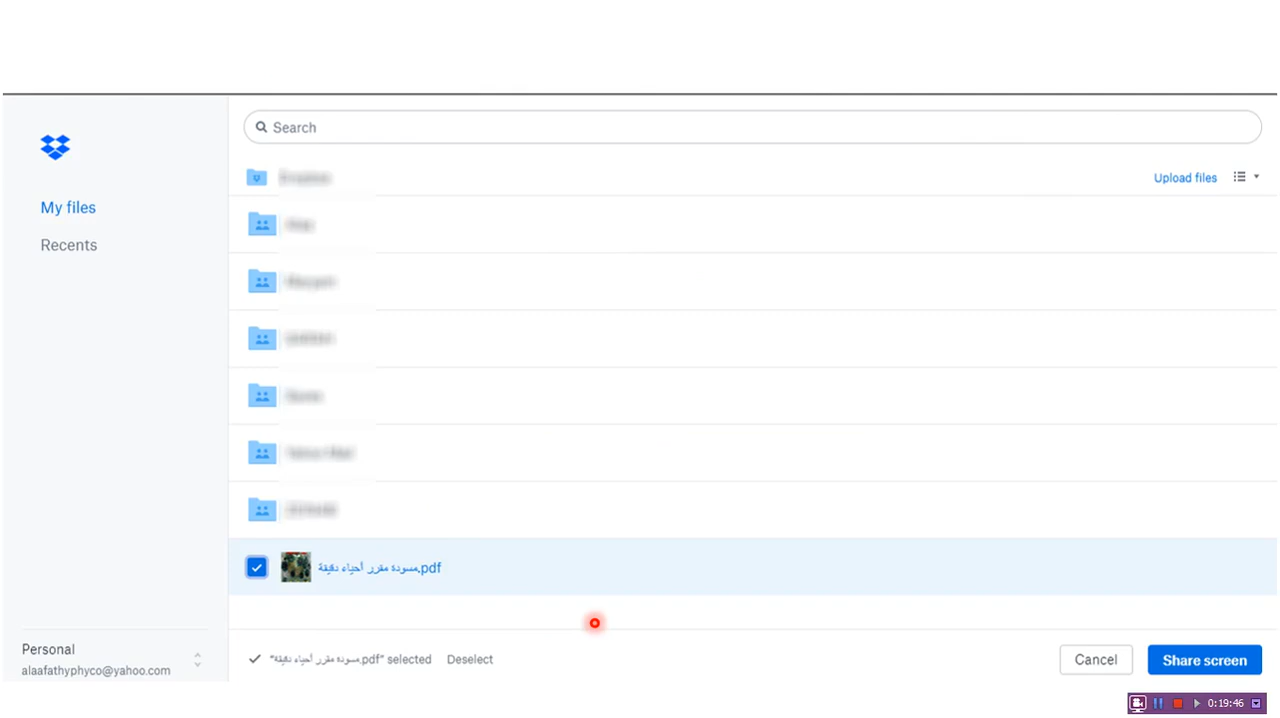 Search
My files
Upload files
Recents
مسودة مقرر أحياء دقيقة.pdf
Personal
alaafathyphyco@yahoo.com
"مسودة مقرر أحياء دقيقة.pdf" selected
Deselect
Cancel
Share screen
0:19:46